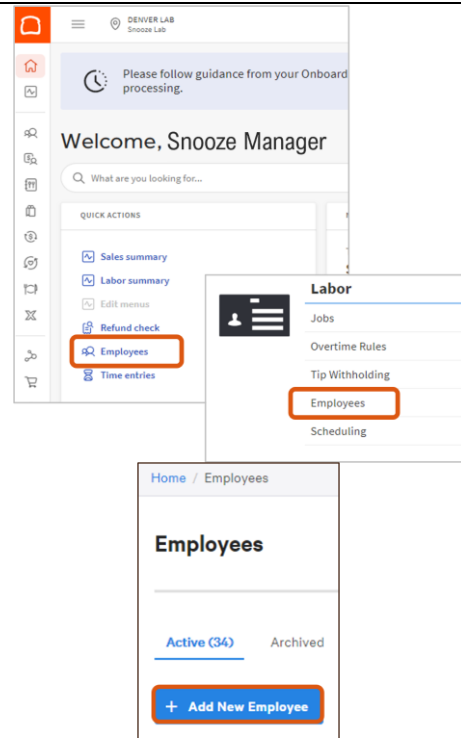 DENVER LAB
Snooze Lab
Please follow guidance from your Onboard
processing.
Welcome, Snooze Manager
What are you looking for...
QUICK ACTIONS
Sales summary
Labor summary
Edit menus
Refund check
Employees
Time entries
Labor
Jobs
Overtime Rules
Tip Withholding
Employees
Scheduling
Home / Employees
Employees
Active (34) Archived
+ Add New Employee